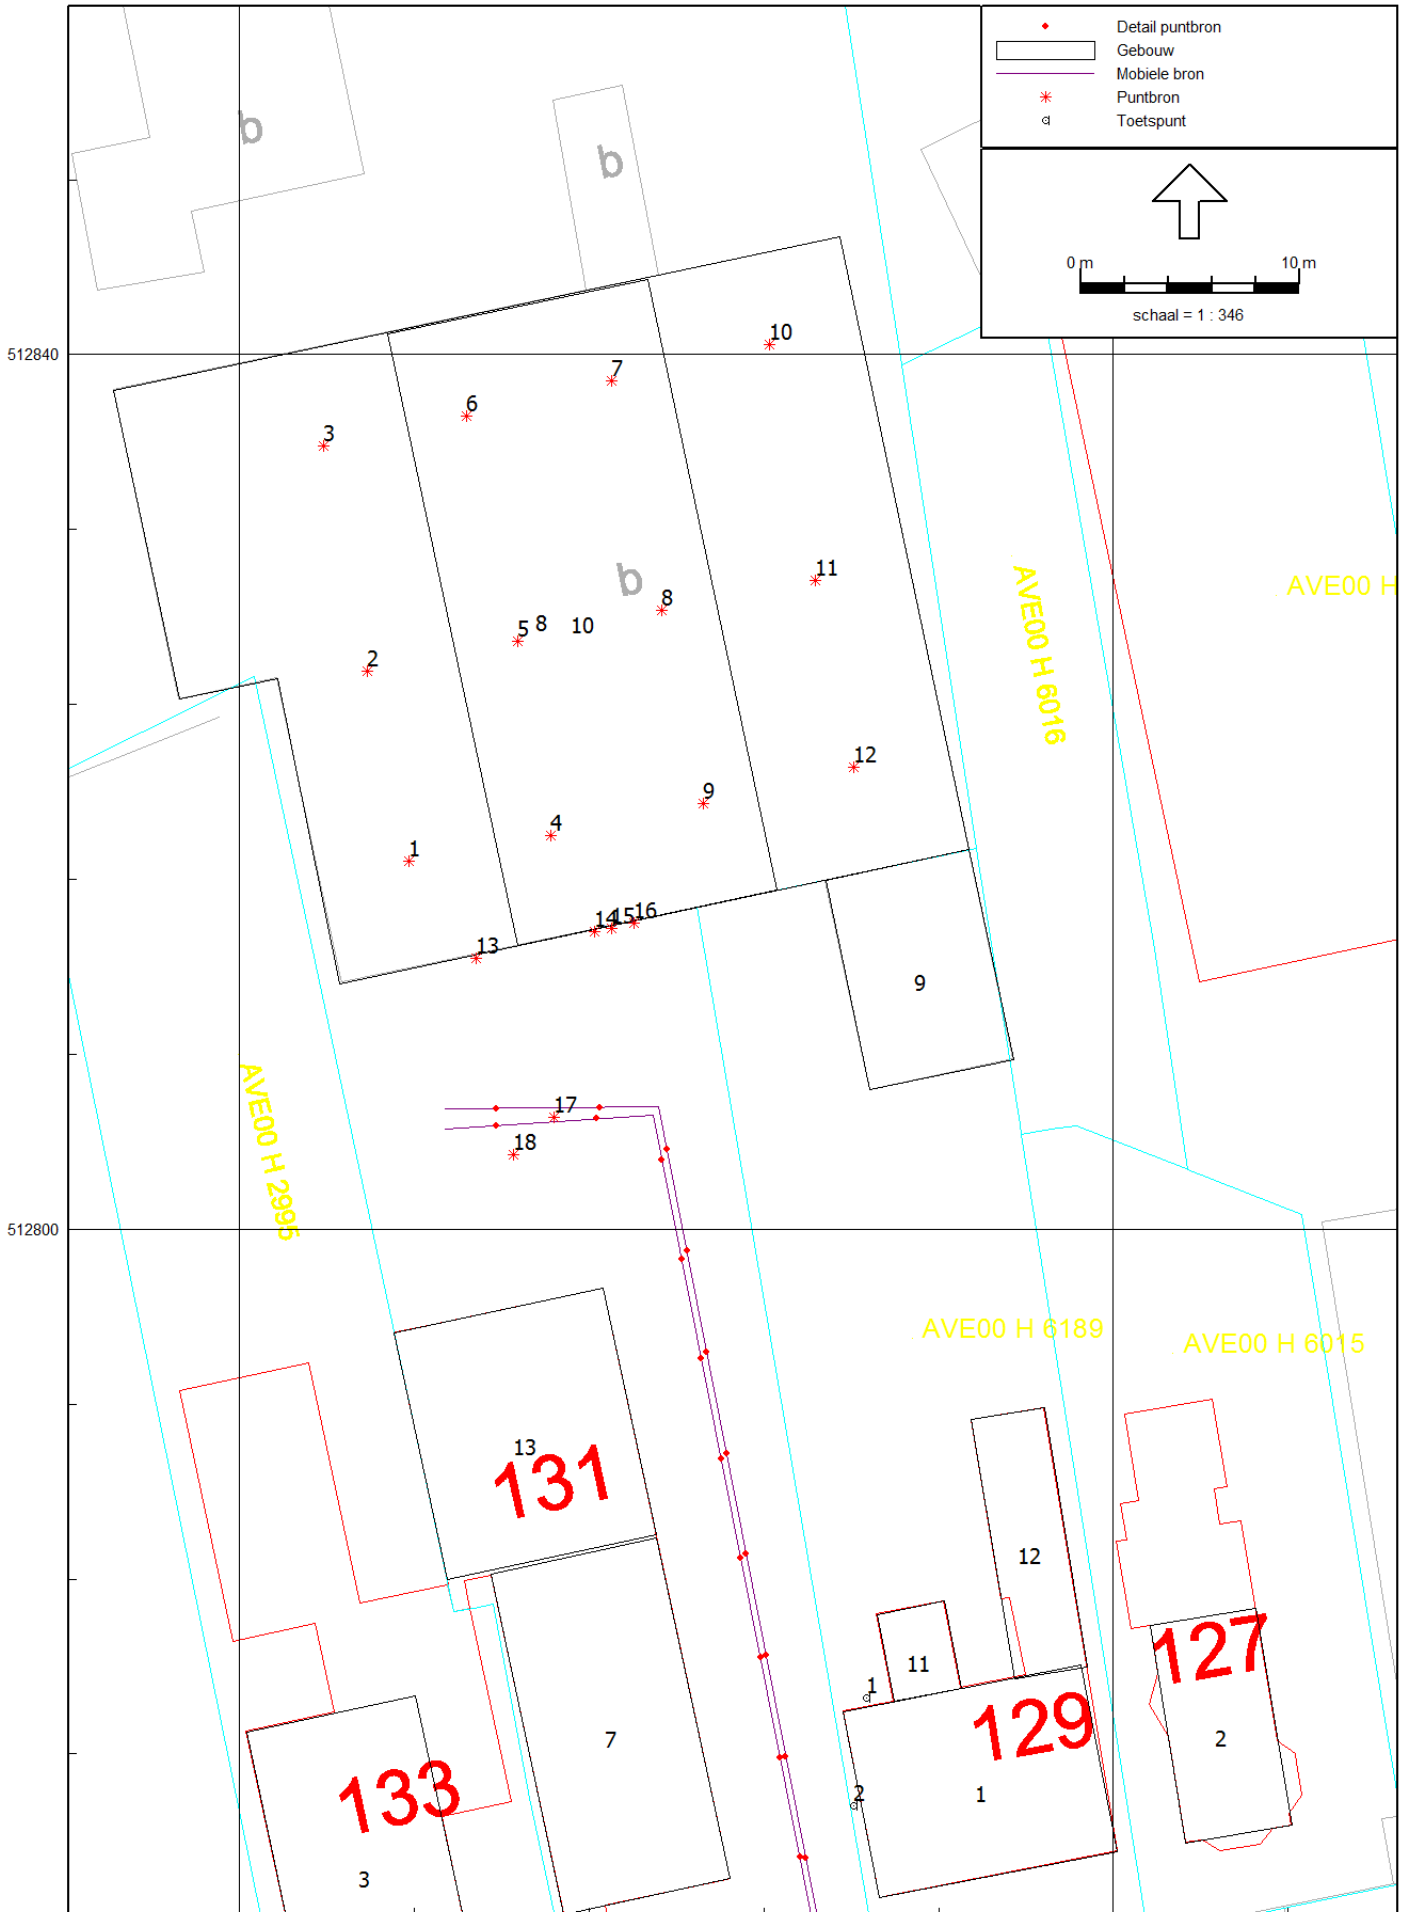 Detail puntbron
Gebouw
Mobiele bron
Puntbron
Toetspunt
0 m 10 m
schaal = 1 : 346
b
b
10
512840
7
6
3
11
b
AVE00 H
AVE00 H 6016
8
5 8 10
2
12
9
4
1
14 15 16
13
9
AVE00 H 2995
17
18
512800
AVE00 H 6189
AVE00 H 6015
13
131
12
127
11
1
129
7
2
133
2
1
3